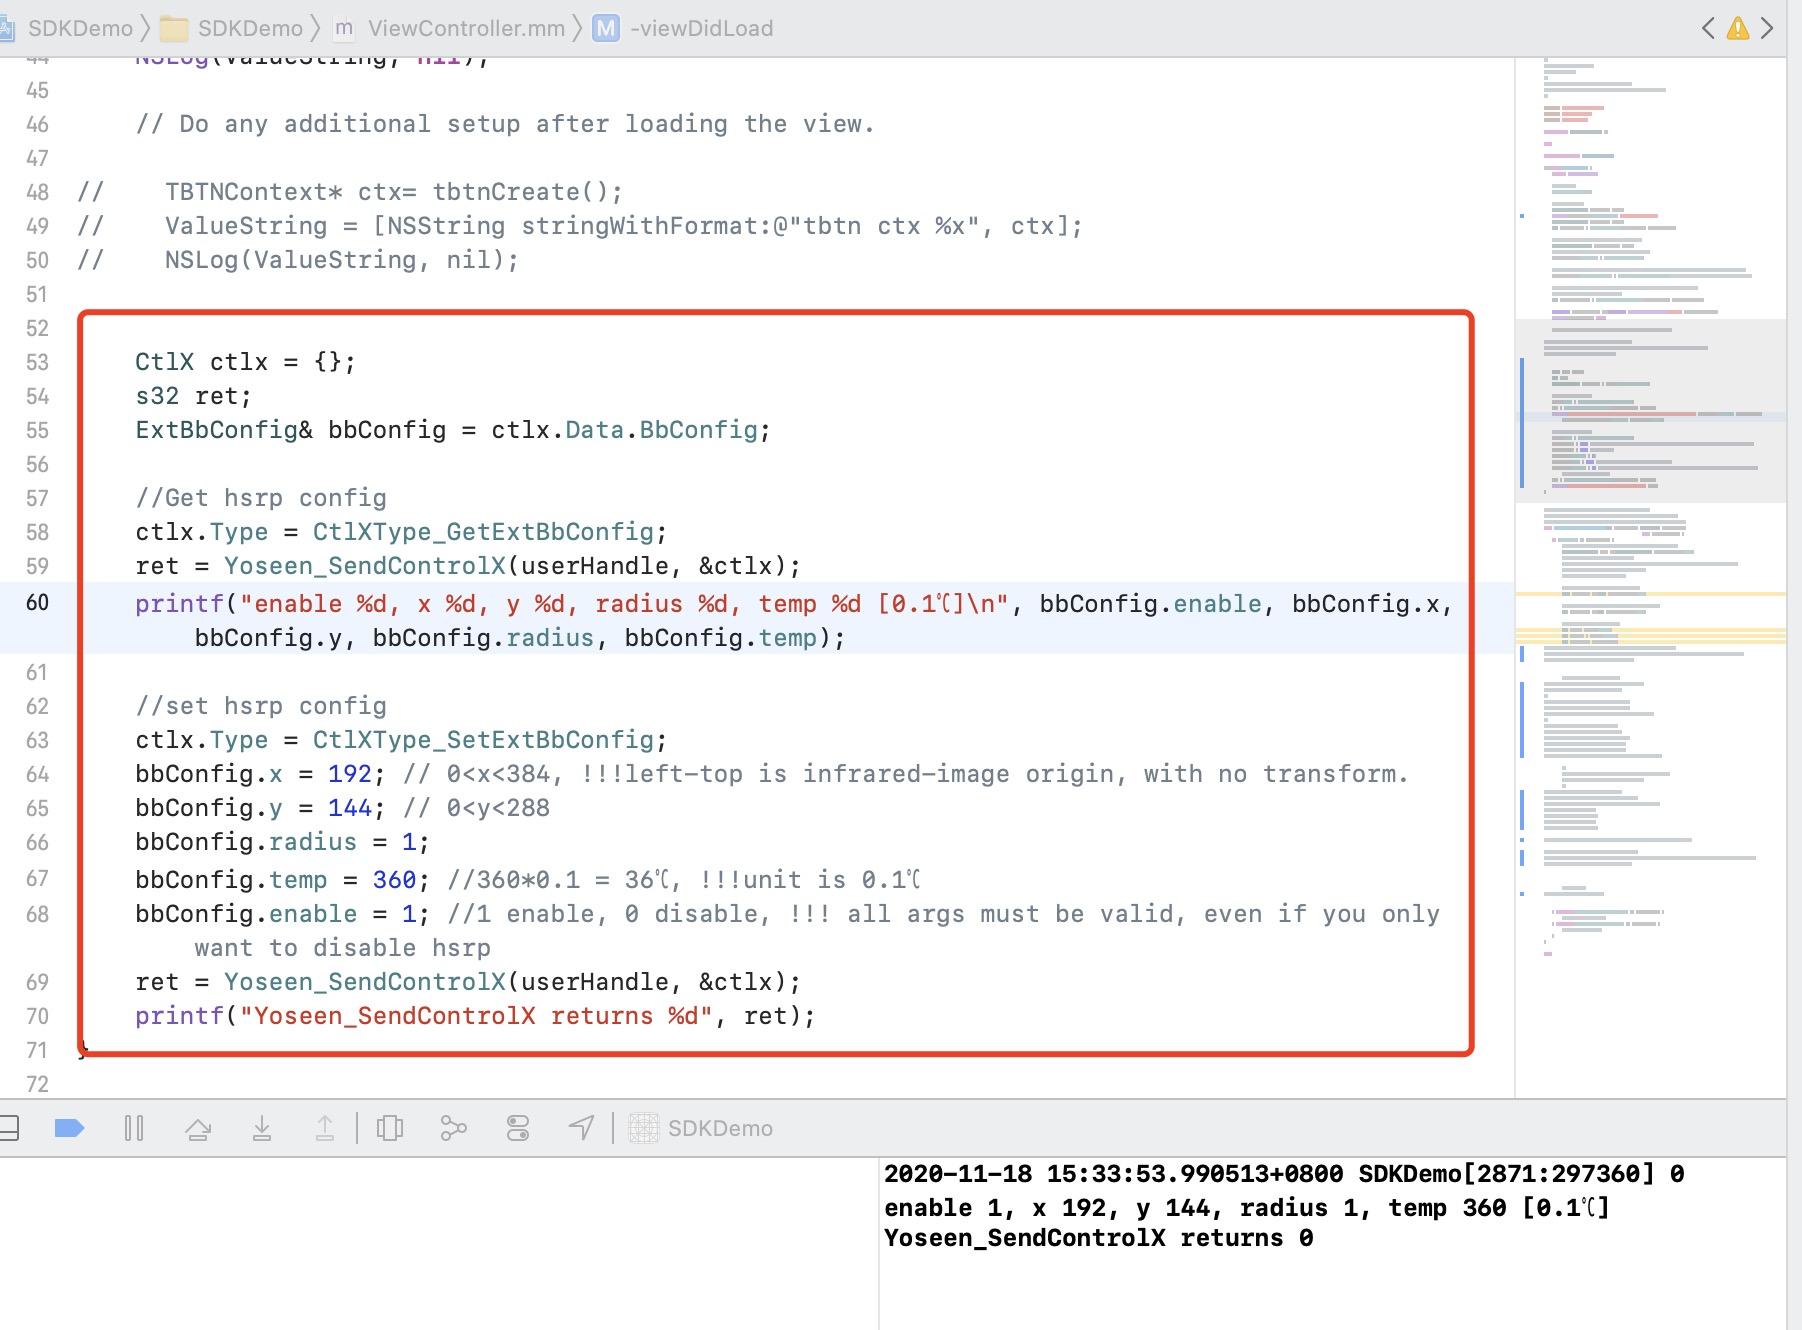 SDKDemo SDKDemo m ViewController.mm M -viewDidLoad
44 NSLog(ValueString, nil);
45
46 // Do any additional setup after loading the view.
47
48 // TBTNContext* ctx= tbtnCreate();
49 // ValueString = [NSString stringWithFormat:@"tbtn ctx %x", ctx];
50 // NSLog(ValueString, nil);
51
52
53 CtlX ctlx = {};
54 s32 ret;
55 ExtBbConfig& bbConfig = ctlx.Data.BbConfig;
56
57 //Get hsrp config
58 ctlx.Type = CtlXType_GetExtBbConfig;
59 ret = Yoseen_SendControlX(userHandle, &ctlx);
60 printf("enable %d, x %d, y %d, radius %d, temp %d [0.1℃]\n", bbConfig.enable, bbConfig.x,
bbConfig.y, bbConfig.radius, bbConfig.temp);
61
62 //set hsrp config
63 ctlx.Type = CtlXType_SetExtBbConfig;
64 bbConfig.x = 192; // 0<x<384, !!!left-top is infrared-image origin, with no transform.
65 bbConfig.y = 144; // 0<y<288
66 bbConfig.radius = 1;
67 bbConfig.temp = 360; //360*0.1 = 36℃, !!!unit is 0.1℃
68 bbConfig.enable = 1; //1 enable, 0 disable, !!! all args must be valid, even if you only
want to disable hsrp
69 ret = Yoseen_SendControlX(userHandle, &ctlx);
70 printf("Yoseen_SendControlX returns %d", ret);
71 }
72
SDKDemo
2020-11-18 15:33:53.990513+0800 SDKDemo[2871:297360] 0
enable 1, x 192, y 144, radius 1, temp 360 [0.1℃]
Yoseen_SendControlX returns 0